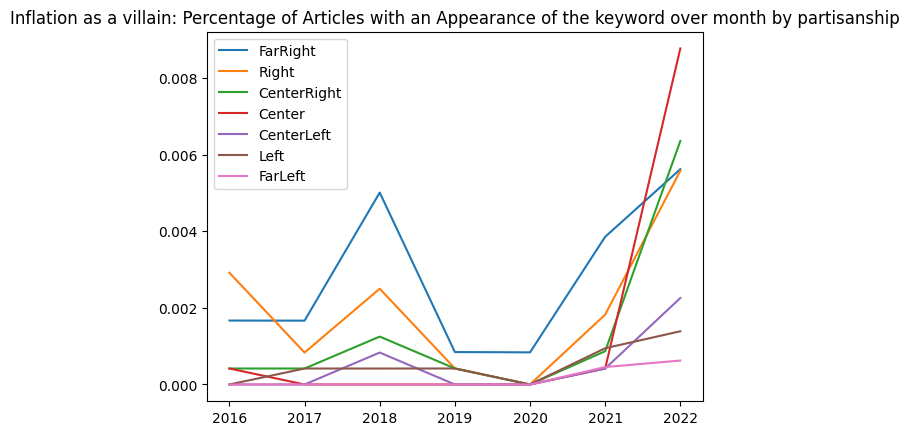 Inflation as a villain: Percentage of Articles with an Appearance of the keyword over month by partisanship
FarRight
Right
CenterRight
Center
CenterLeft
Left
FarLeft
0.008
0.006
0.004
0.002
0.000
2016 2017 2018 2019 2020 2021 2022